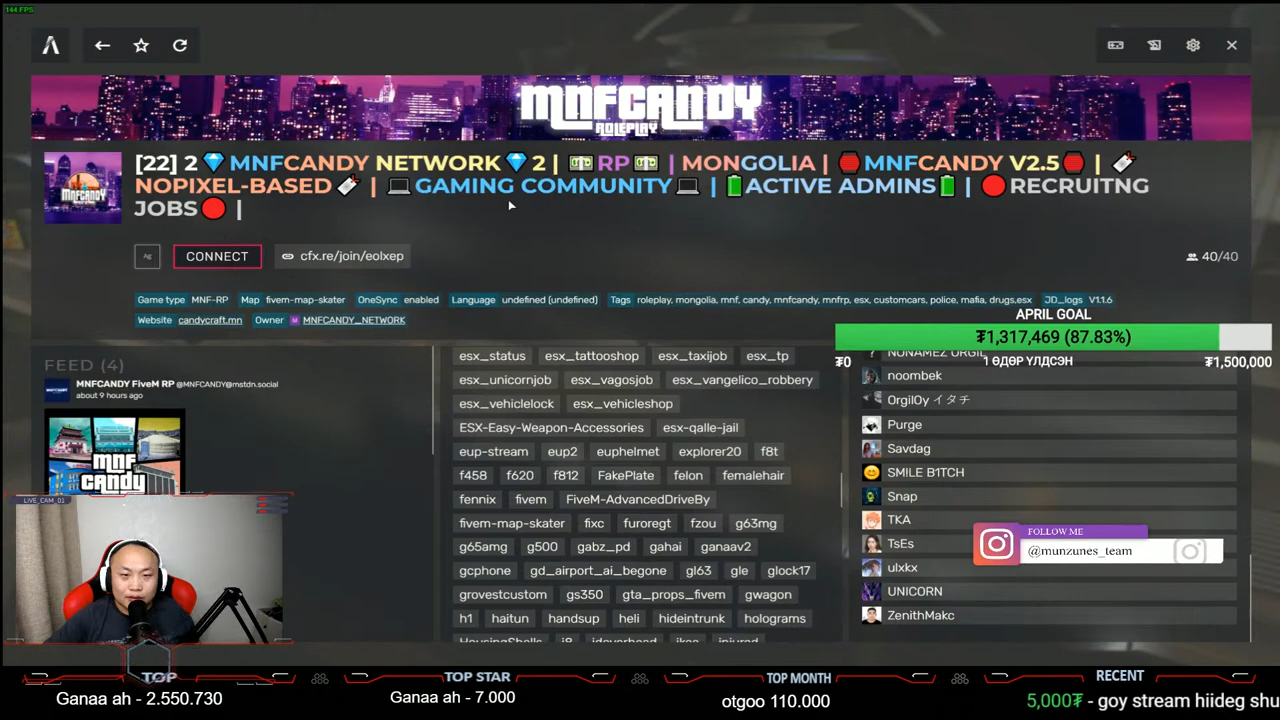 144 FPS
MNFCANDY
ROLEPLAY
[22] 2💎MNFCANDY NETWORK💎2 | 💵RP💵 | MONGOLIA | 🛑MNFCANDY V2.5🛑 |
NOPIXEL-BASED | 💻GAMING COMMUNITY💻 | 🔋ACTIVE ADMINS🔋 | 🔴RECRUITNG
JOBS🔴 |
MNFCANDY
CONNECT
cfx.re/join/eolxep
40/40
Game type MNF-RP Map fivem-map-skater OneSync enabled Language undefined (undefined) Tags roleplay, mongolia, mnf, candy, mnfcandy, mnfrp, esx, customcars, police, mafia, drugs,esx JD_logs V1.1.6
Website candycraft.mn Owner M MNFCANDY_NETWORK
APRIL GOAL
₮1,317,469 (87.83%)
₮0 1 ӨДӨР ҮЛДСЭН ₮1,500,000
FEED (4)
MNFCANDY FiveM RP @MNFCANDY@mstdn.social
about 9 hours ago
MNF
CANDY
LIVE_CAM_01
esx_status esx_tattooshop esx_taxijob esx_tp
esx_unicornjob esx_vagosjob esx_vangelico_robbery
esx_vehiclelock esx_vehicleshop
ESX-Easy-Weapon-Accessories esx-qalle-jail
eup-stream eup2 euphelmet explorer20 f8t
f458 f620 f812 FakePlate felon femalehair
fennix fivem FiveM-AdvancedDriveBy
fivem-map-skater fixc furoregt fzou g63mg
g65amg g500 gabz_pd gahai ganaav2
gcphone gd_airport_ai_begone gl63 gle glock17
grovestcustom gs350 gta_props_fivem gwagon
h1 haitun handsup heli hideintrunk holograms
HousingShells i8 ideverhead ikea injured
NUNAMEZ URGIL
noombek
OrgilOy イタチ
Purge
Savdag
SMILE B1TCH
Snap
TKA
TsEs
ulxkx
UNICORN
ZenithMakc
FOLLOW ME
@munzunes_team
TOP
Ganaa ah - 2.550.730
TOP STAR
Ganaa ah - 7.000
TOP MONTH
otgoo 110.000
RECENT
5,000₮ - goy stream hiideg shu